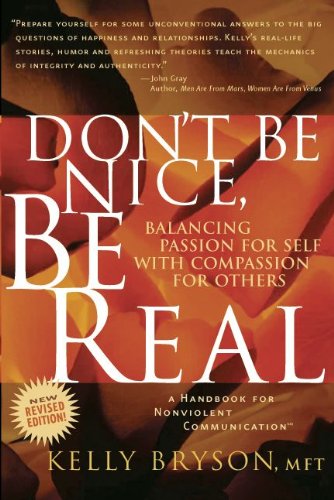 "Prepare yourself for some unconventional answers to the big
questions of happiness and relationships. Kelly's real-life
stories, humor and refreshing theories teach the mechanics
of integrity and authenticity."
— John Gray
Author, Men Are From Mars, Women Are From Venus
DON'T BE
NICE,
BE
REAL
BALANCING
PASSION FOR SELF
WITH COMPASSION
FOR OTHERS
NEW
REVISED
EDITION!
A HANDBOOK FOR
NONVIOLENT
COMMUNICATION℠
KELLY BRYSON, MFT